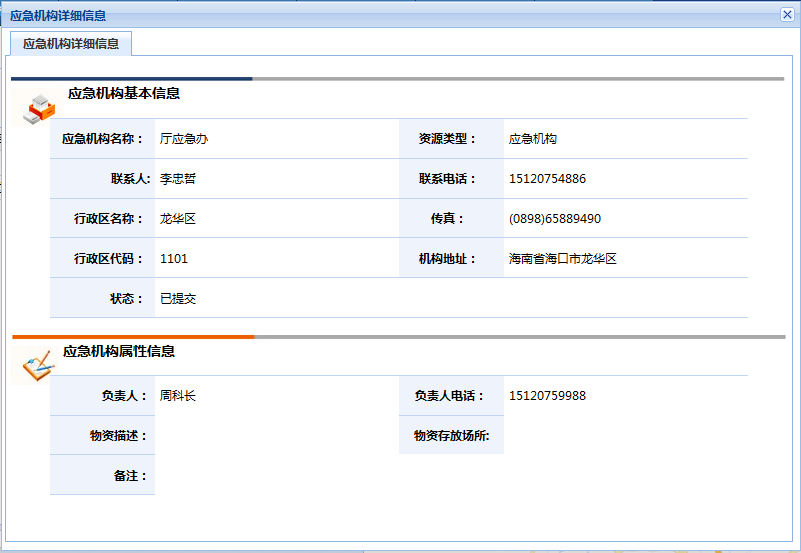 应急机构详细信息
应急机构详细信息
应急机构基本信息
应急机构名称： 厅应急办 资源类型： 应急机构
联系人: 李忠哲 联系电话： 15120754886
行政区名称： 龙华区 传真： (0898)65889490
行政区代码： 1101 机构地址： 海南省海口市龙华区
状态： 已提交
应急机构属性信息
负责人： 周科长 负责人电话： 15120759988
物资描述： 物资存放场所:
备注：